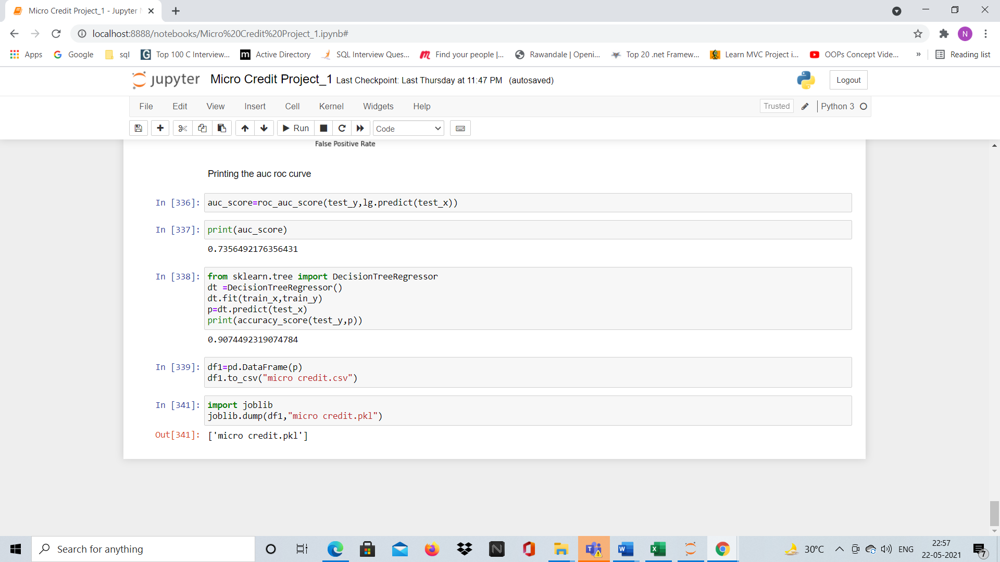 Micro Credit Project_1 - Jupyter N
localhost:8888/notebooks/Micro%20Credit%20Project_1.ipynb#
N
Apps
Google
sql
Top 100 C Interview...
m
Active Directory
SQL Interview Ques...
Find your people |...
Rawandale | Openi...
Top 20 .net Framew...
Learn MVC Project i...
OOPs Concept Vide...
»
Reading list
jupyter
Micro Credit Project_1 Last Checkpoint: Last Thursday at 11:47 PM (autosaved)
Logout
File
Edit
View
Insert
Cell
Kernel
Widgets
Help
Trusted
Python 3
Run
Code
False Positive Rate
Printing the auc roc curve
In [336]: auc_score=roc_auc_score(test_y,lg.predict(test_x))
In [337]: print(auc_score)
0.7356492176356431
In [338]: from sklearn.tree import DecisionTreeRegressor
dt =DecisionTreeRegressor()
dt.fit(train_x,train_y)
p=dt.predict(test_x)
print(accuracy_score(test_y,p))
0.9074492319074784
In [339]: df1=pd.DataFrame(p)
df1.to_csv("micro credit.csv")
In [341]: import joblib
joblib.dump(df1,"micro credit.pkl")
Out[341]: ['micro credit.pkl']
Search for anything
30°C
ENG
22:57
22-05-2021
7